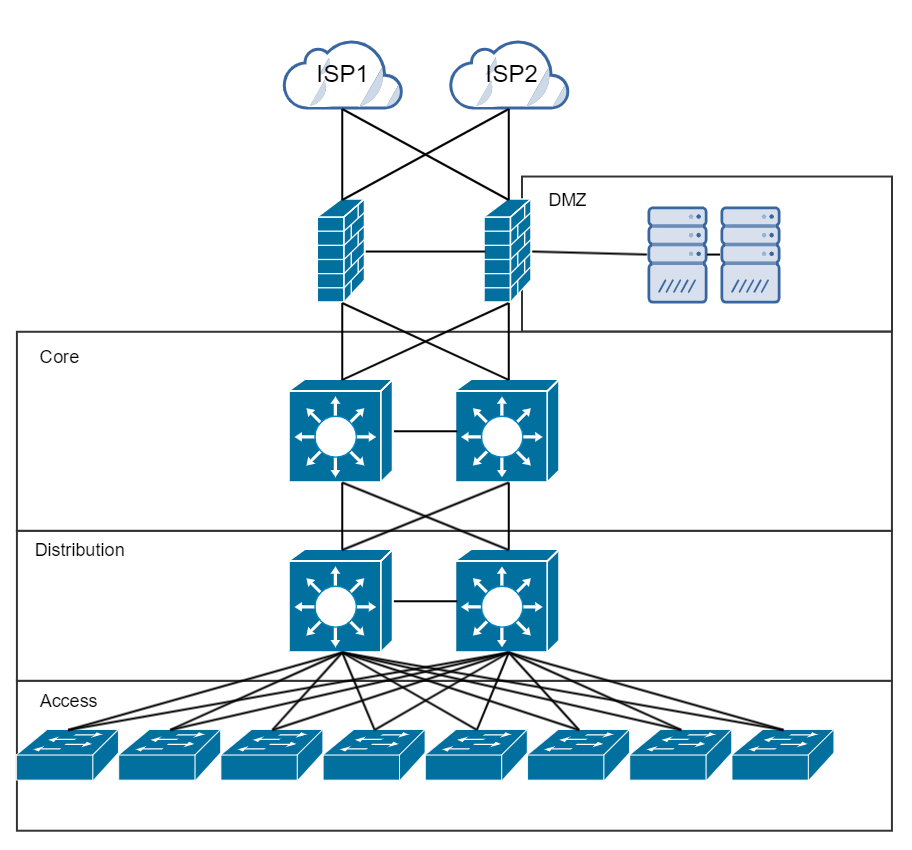 ISP1
ISP2
DMZ
Core
Distribution
Access